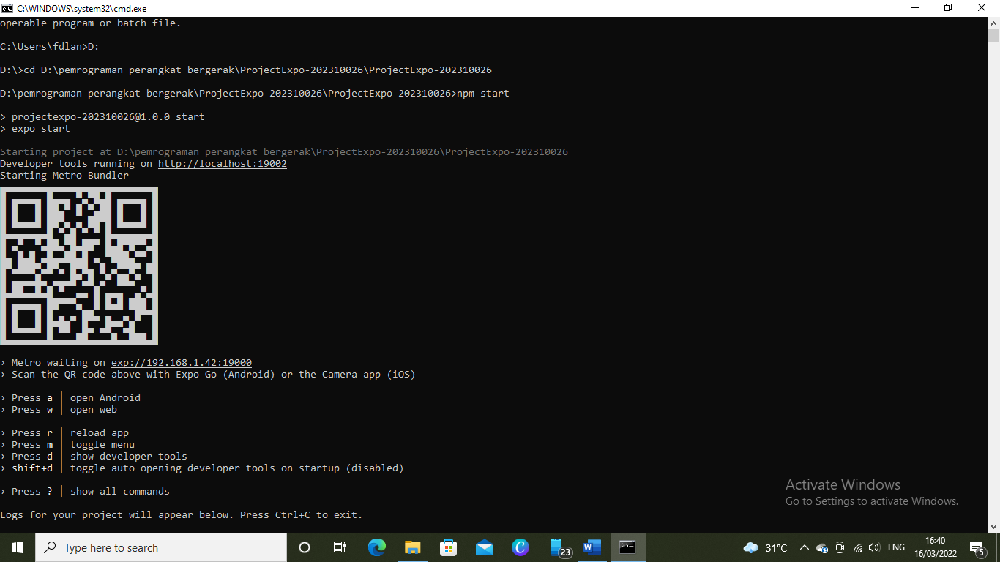 C:\WINDOWS\system32\cmd.exe
operable program or batch file.
C:\Users\fdlan>D:
D:\>cd D:\pemrograman perangkat bergerak\ProjectExpo-202310026\ProjectExpo-202310026
D:\pemrograman perangkat bergerak\ProjectExpo-202310026\ProjectExpo-202310026>npm start
> projectexpo-202310026@1.0.0 start
> expo start
Starting project at D:\pemrograman perangkat bergerak\ProjectExpo-202310026\ProjectExpo-202310026
Developer tools running on http://localhost:19002
Starting Metro Bundler
› Metro waiting on exp://192.168.1.42:19000
› Scan the QR code above with Expo Go (Android) or the Camera app (iOS)
› Press a │ open Android
› Press w │ open web
› Press r │ reload app
› Press m │ toggle menu
› Press d │ show developer tools
› shift+d │ toggle auto opening developer tools on startup (disabled)
› Press ? │ show all commands
Logs for your project will appear below. Press Ctrl+C to exit.
Activate Windows
Go to Settings to activate Windows.
Type here to search
23
31°C
ENG
16:40
16/03/2022
5